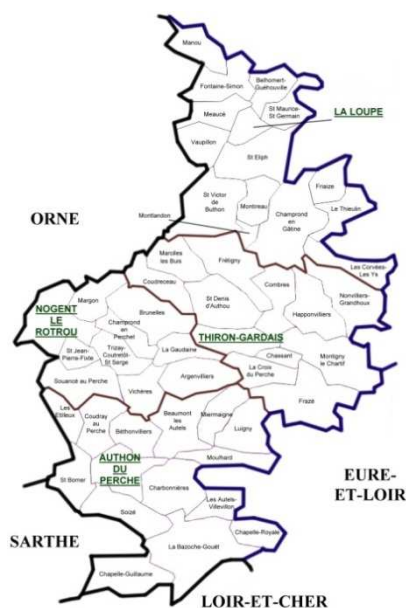 Manou
Fontaine-Simon
Belhomert-
Guéhouville
Meaucé
St Maurice-
St Germain
LA LOUPE
Vaupillon
St Eliph
St Victor
de
Buthon
Montireau
Montlandon
Champrond
en
Gâtine
Fraize
Le Thieulin
ORNE
Marolles
les Buis
Frétigny
Les Corvées-
Les Ys
Coudreceau
Combres
Nonvilliers-
Grandhoux
St Denis
d'Authou
Happonvilliers
Margon
Brunelles
NOGENT
LE
ROTROU
Champrond
en
Perchet
THIRON-GARDAIS
St Jean-
Pierre-Fixte
Trizay-
Coutretôt-
St Serge
La Gaudaine
Chassant
Montigny
le Chartif
La Croix
du Perche
Souancé au Perche
Vichères
Argenvilliers
Frazé
Les
Etilleux
Coudray
au
Perche
Béthonvilliers
Beaumont
les
Autels
Miermaigne
Luigny
Moulhard
AUTHON
DU
PERCHE
EURE-
ET-LOIR
St Bomer
Charbonnières
Les Autels-
Villevillon
Soizé
Chapelle-Royale
SARTHE
La Bazoche-Gouët
Chapelle-Guillaume
LOIR-ET-CHER